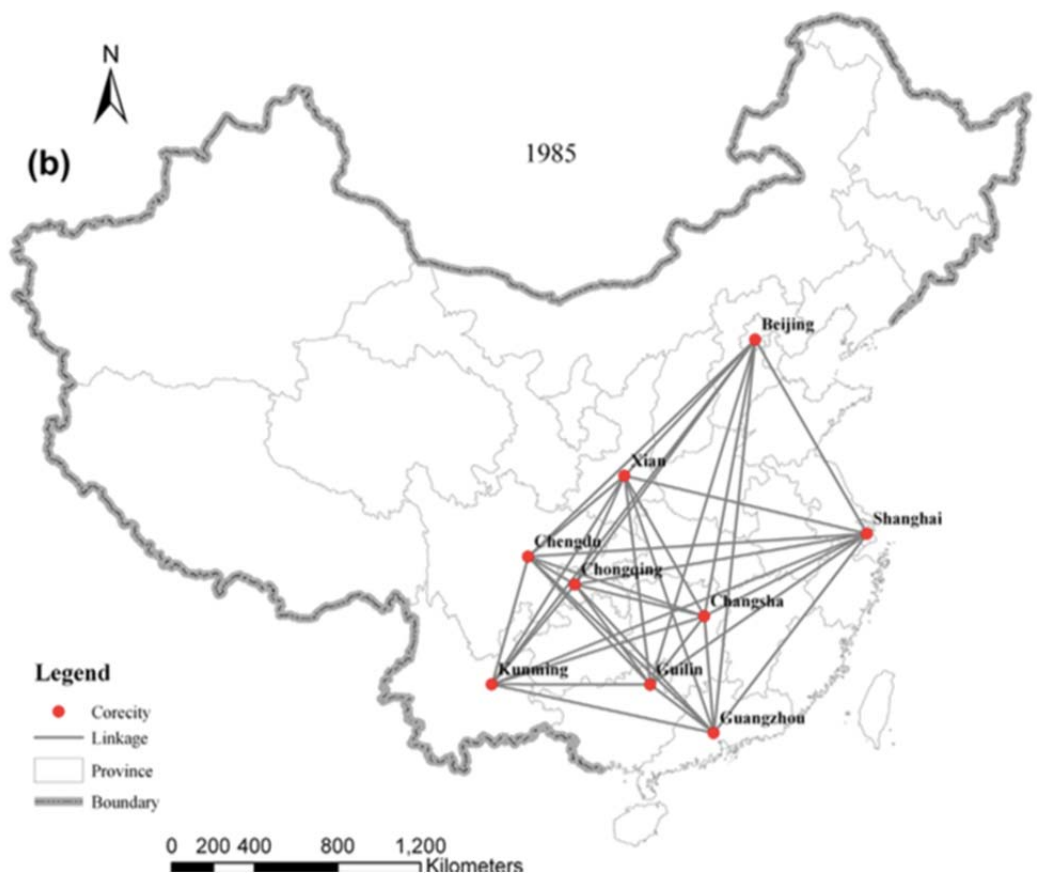 N
(b)
1985
Beijing
Xian
Shanghai
Chengdu
Chongqing
Changsha
Kunming
Guilin
Guangzhou
Legend
Corecity
Linkage
Province
Boundary
0 200 400 800 1,200
Kilometers